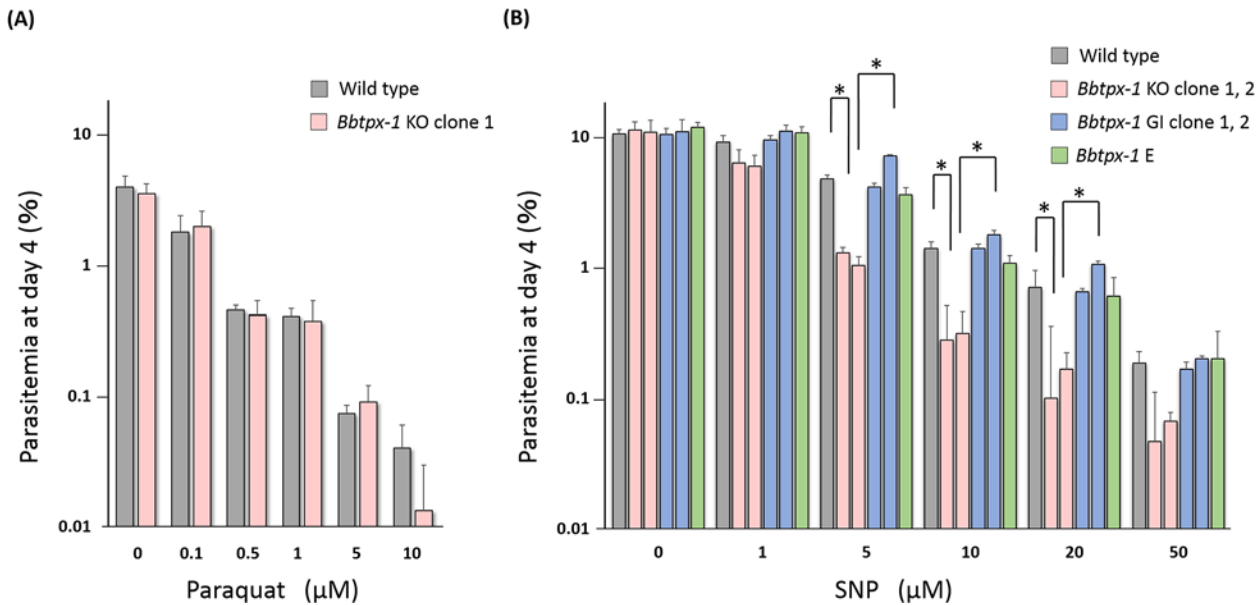 (A)
Wild type
Bbtpx-1 KO clone 1
Parasitemia at day 4 (%)
10
1
0.1
0.01
0 0.1 0.5 1 5 10
Paraquat (μM)
(B)
Wild type
Bbtpx-1 KO clone 1, 2
Bbtpx-1 GI clone 1, 2
Bbtpx-1 E
Parasitemia at day 4 (%)
10
1
0.1
0.01
* *
* *
* *
0 1 5 10 20 50
SNP (μM)